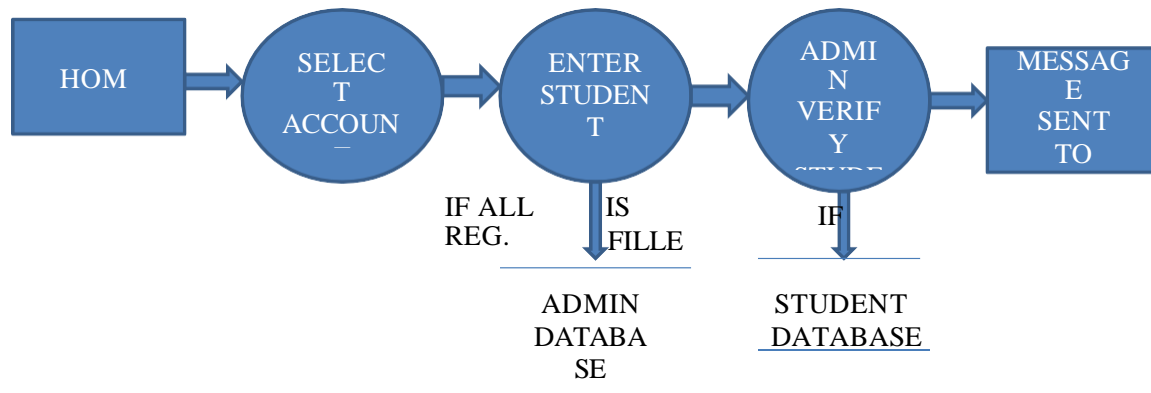 HOM
SELEC
T
ACCOUN
ENTER
STUDEN
T
ADMI
N
VERIF
Y
STUDE
MESSAG
E
SENT
TO
IF ALL
REG.
IS
FILLE
IF
ADMIN
DATABA
SE
STUDENT
DATABASE